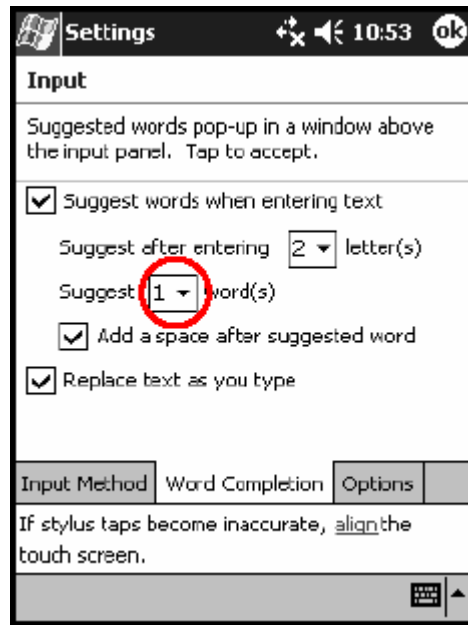 Settings 10:53 ok
Input
Suggested words pop-up in a window above
the input panel. Tap to accept.
Suggest words when entering text
Suggest after entering 2 letter(s)
Suggest 1 word(s)
Add a space after suggested word
Replace text as you type
Input Method Word Completion Options
If stylus taps become inaccurate, align the
touch screen.